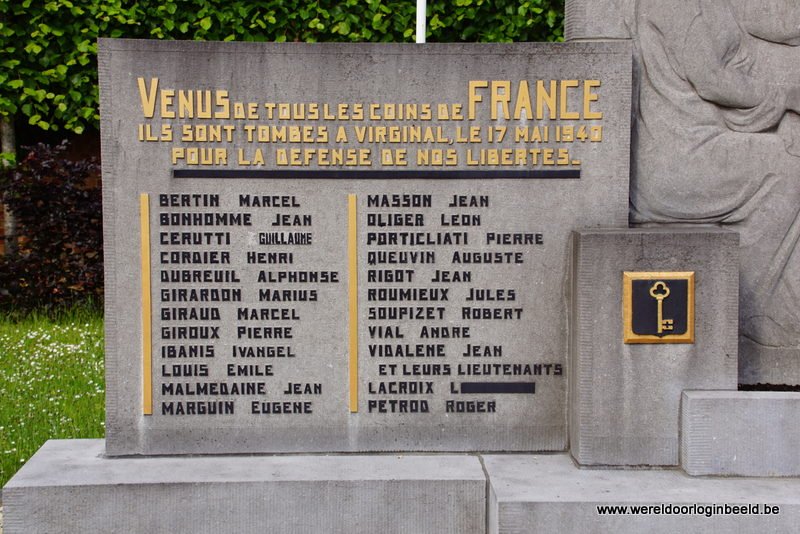 VENUS DE TOUS LES COINS DE FRANCE
ILS SONT TOMBES A VIRGINAL, LE 17 MAI 1940
POUR LA DEFENSE DE NOS LIBERTES._
BERTIN MARCEL
BONHOMME JEAN
CERUTTI GUILLAUME
CORDIER HENRI
DUBREUIL ALPHONSE
GIRARDON MARIUS
GIRAUD MARCEL
GIROUX PIERRE
IBANIS IVANGEL
LOUIS EMILE
MALMEDAINE JEAN
MARGUIN EUGENE
MASSON JEAN
OLIGER LEON
PORTICLIATI PIERRE
QUEUVIN AUGUSTE
RIGOT JEAN
ROUMIEUX JULES
SOUPIZET ROBERT
VIAL ANDRE
VIDALENE JEAN
ET LEURS LIEUTENANTS
LACROIX L
PETROD ROGER
www.wereldoorloginbeeld.be